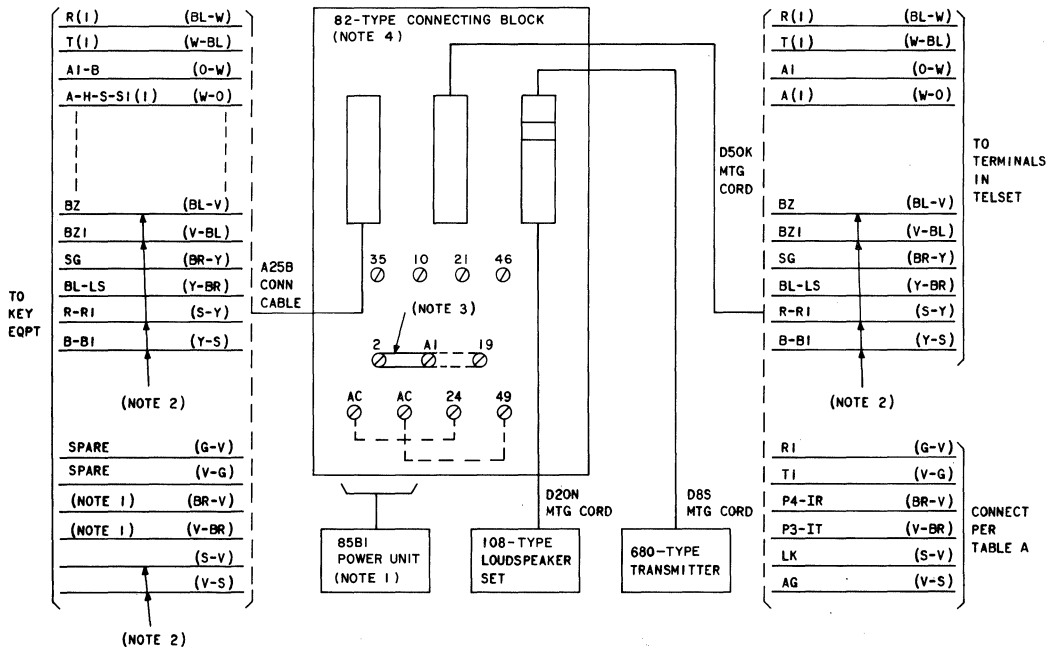 R(1) (BL-W)
T(1) (W-BL)
A1-B (O-W)
A-H-S-S1(1) (W-O)
BZ (BL-V)
BZ1 (V-BL)
SG (BR-Y)
BL-LS (Y-BR)
R-R1 (S-Y)
B-B1 (Y-S)
(NOTE 2)
SPARE (G-V)
SPARE (V-G)
(NOTE 1) (BR-V)
(NOTE 1) (V-BR)
(S-V)
(V-S)
(NOTE 2)
TO
KEY
EQPT
A25B
CONN
CABLE
82-TYPE CONNECTING BLOCK
(NOTE 4)
35 10 21 46
(NOTE 3)
2 A1 19
AC AC 24 49
85B1
POWER UNIT
(NOTE 1)
D20N
MTG CORD
108-TYPE
LOUDSPEAKER
SET
D8S
MTG CORD
680-TYPE
TRANSMITTER
D50K
MTG
CORD
R(1) (BL-W)
T(1) (W-BL)
A1 (O-W)
A(1) (W-O)
BZ (BL-V)
BZ1 (V-BL)
SG (BR-Y)
BL-LS (Y-BR)
R-R1 (S-Y)
B-B1 (Y-S)
(NOTE 2)
TO
TERMINALS
IN
TELSET
R1 (G-V)
T1 (V-G)
P4-1R (BR-V)
P3-1T (V-BR)
LK (S-V)
AG (V-S)
CONNECT
PER
TABLE A